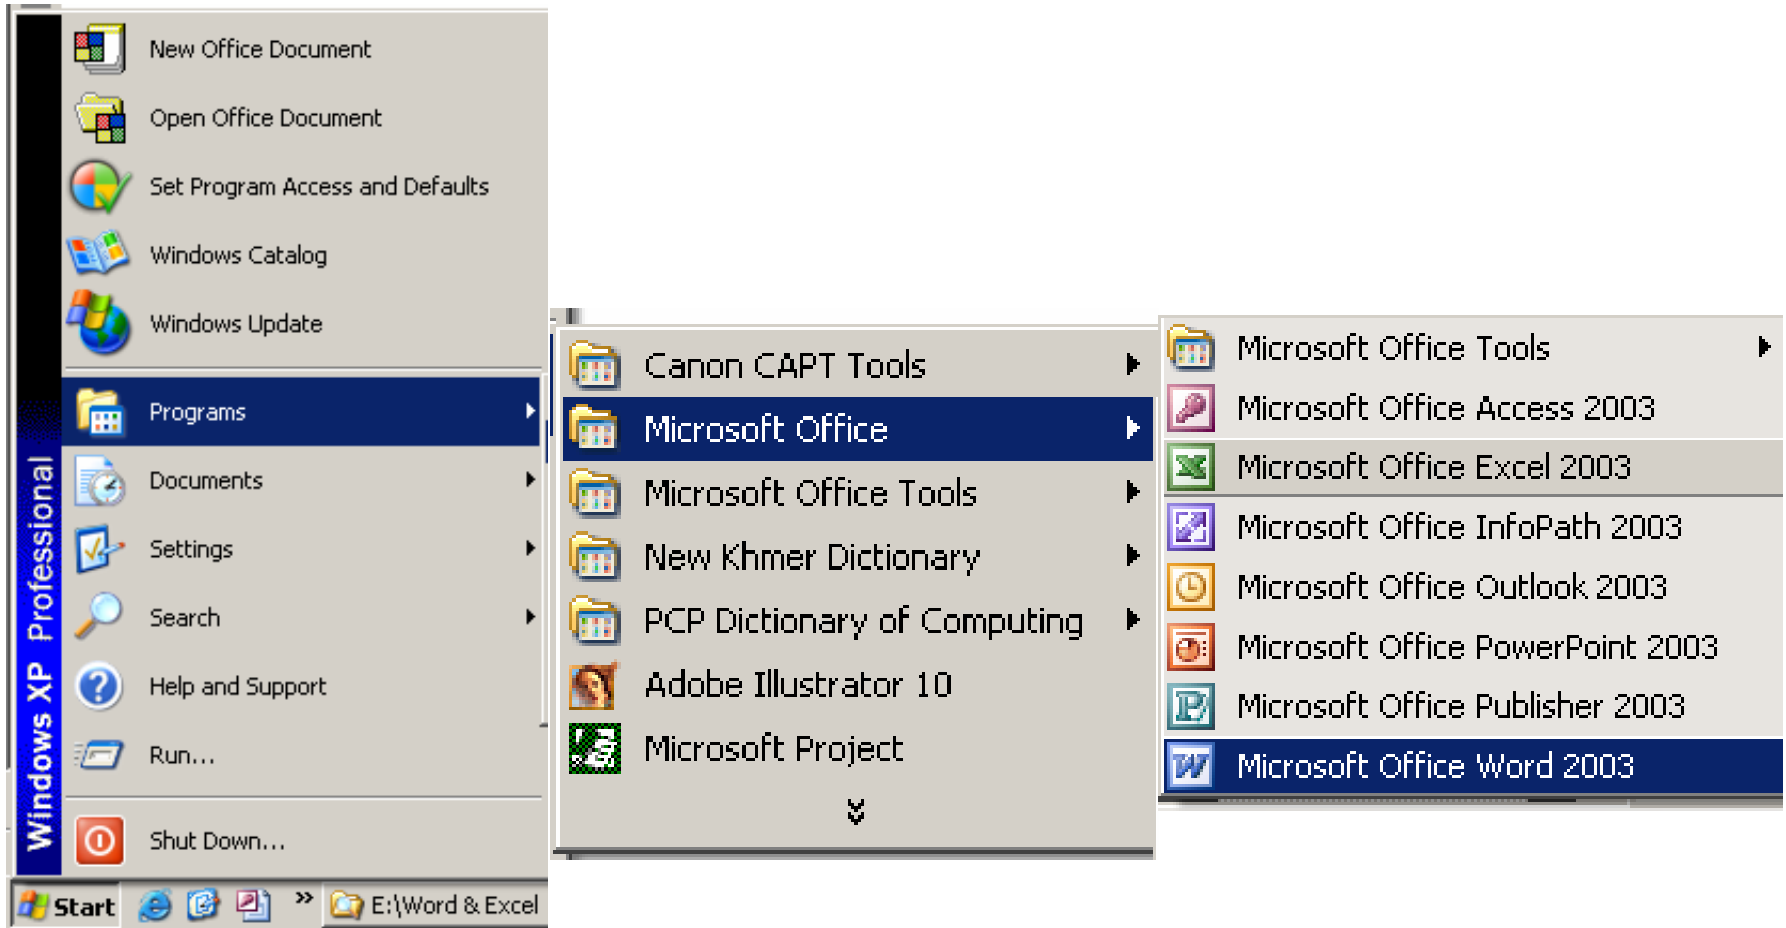 New Office Document
Open Office Document
Set Program Access and Defaults
Windows Catalog
Windows Update
Programs
Documents
Settings
Search
Help and Support
Run...
Shut Down...
Windows XP Professional
Start
E:\Word & Excel
Canon CAPT Tools
Microsoft Office
Microsoft Office Tools
New Khmer Dictionary
PCP Dictionary of Computing
Adobe Illustrator 10
Microsoft Project
Microsoft Office Tools
Microsoft Office Access 2003
Microsoft Office Excel 2003
Microsoft Office InfoPath 2003
Microsoft Office Outlook 2003
Microsoft Office PowerPoint 2003
Microsoft Office Publisher 2003
Microsoft Office Word 2003